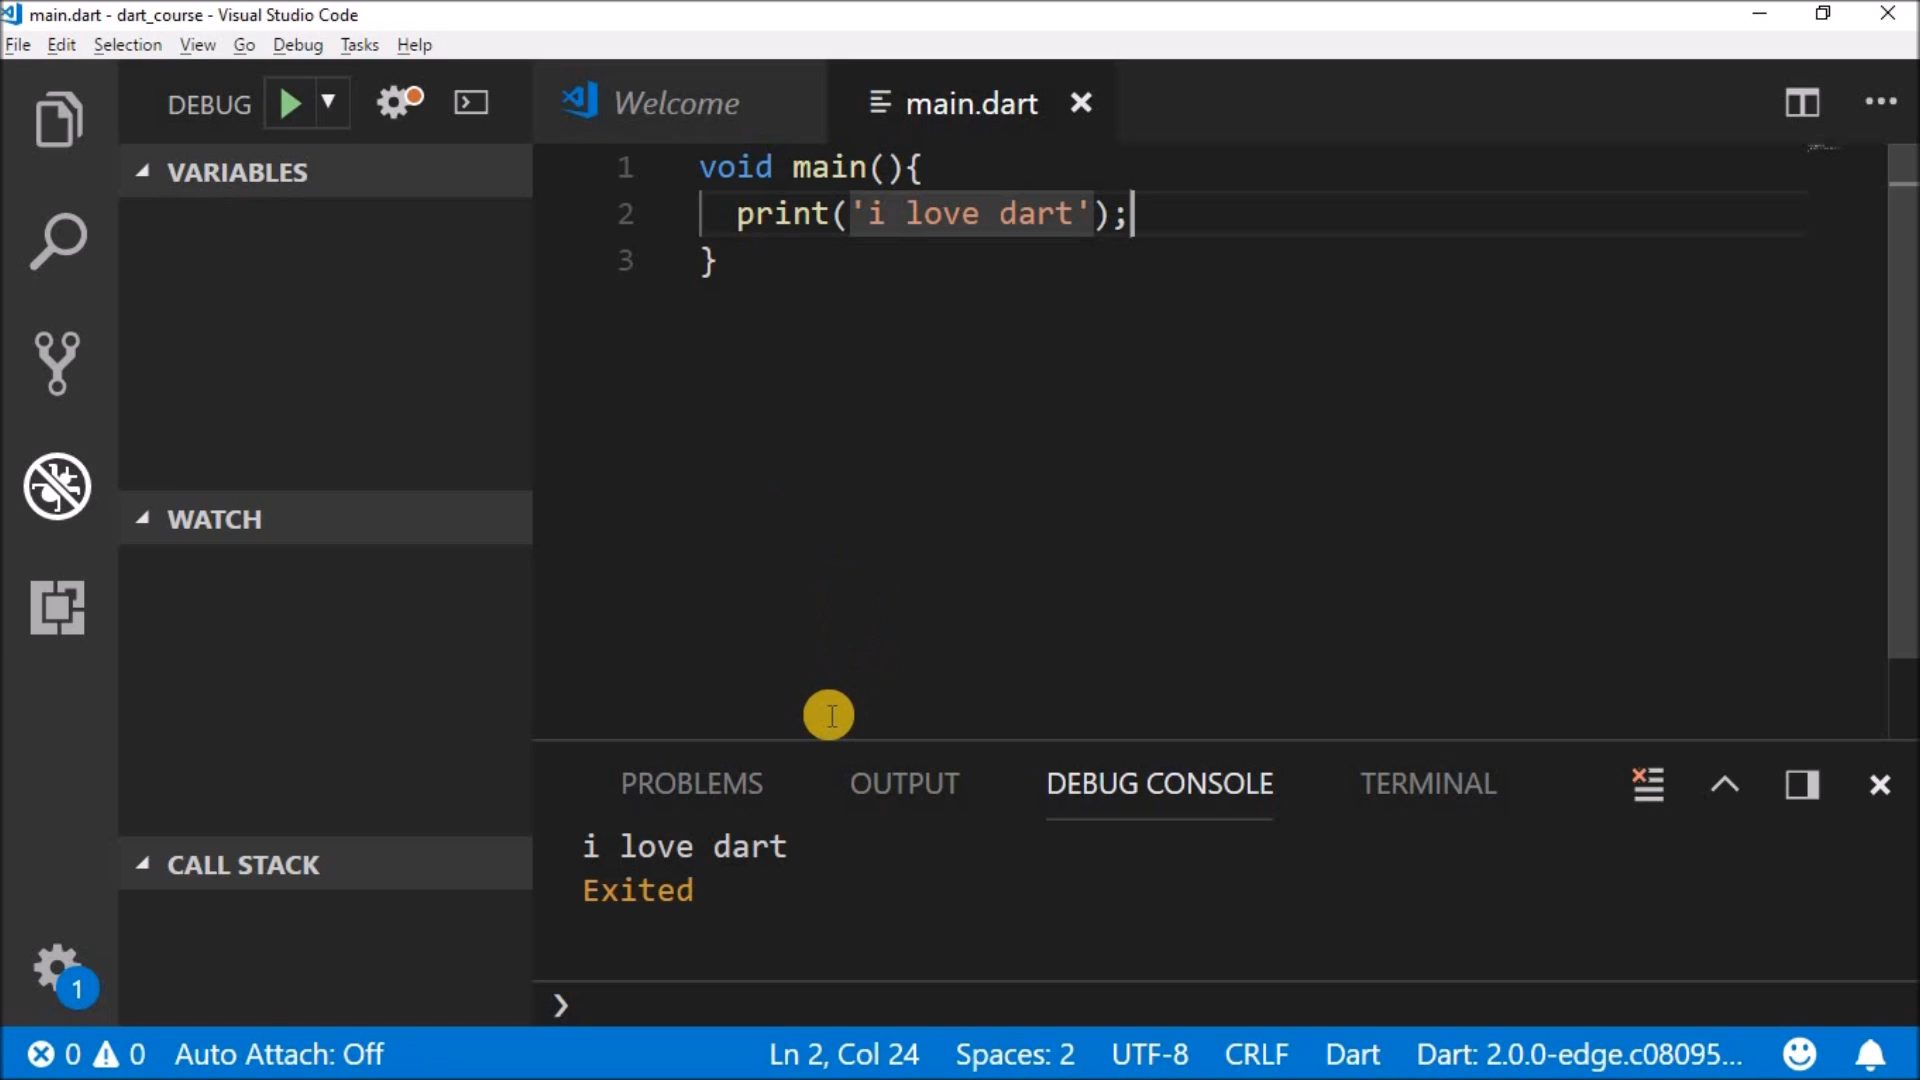 main.dart - dart_course - Visual Studio Code
File Edit Selection View Go Debug Tasks Help
DEBUG
Welcome
main.dart
VARIABLES
1 void main(){
2 print('i love dart');
3 }
WATCH
PROBLEMS OUTPUT DEBUG CONSOLE TERMINAL
i love dart
CALL STACK
Exited
1
0 0 Auto Attach: Off Ln 2, Col 24 Spaces: 2 UTF-8 CRLF Dart Dart: 2.0.0-edge.c08095...